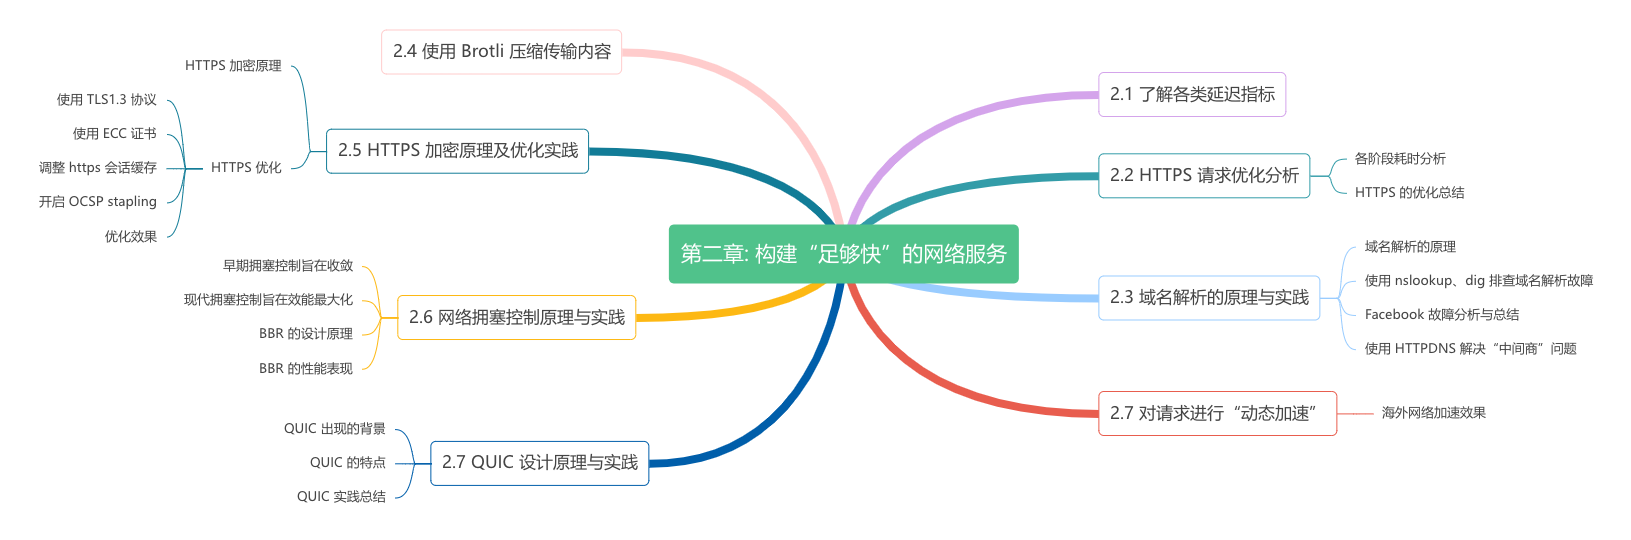 第二章: 构建“足够快”的网络服务
2.1 了解各类延迟指标
2.2 HTTPS 请求优化分析
各阶段耗时分析
HTTPS 的优化总结
2.3 域名解析的原理与实践
域名解析的原理
使用 nslookup、dig 排查域名解析故障
Facebook 故障分析与总结
使用 HTTPDNS 解决“中间商”问题
2.7 对请求进行“动态加速”
海外网络加速效果
2.4 使用 Brotli 压缩传输内容
2.5 HTTPS 加密原理及优化实践
HTTPS 加密原理
HTTPS 优化
使用 TLS1.3 协议
使用 ECC 证书
调整 https 会话缓存
开启 OCSP stapling
优化效果
2.6 网络拥塞控制原理与实践
早期拥塞控制旨在收敛
现代拥塞控制旨在效能最大化
BBR 的设计原理
BBR 的性能表现
2.7 QUIC 设计原理与实践
QUIC 出现的背景
QUIC 的特点
QUIC 实践总结